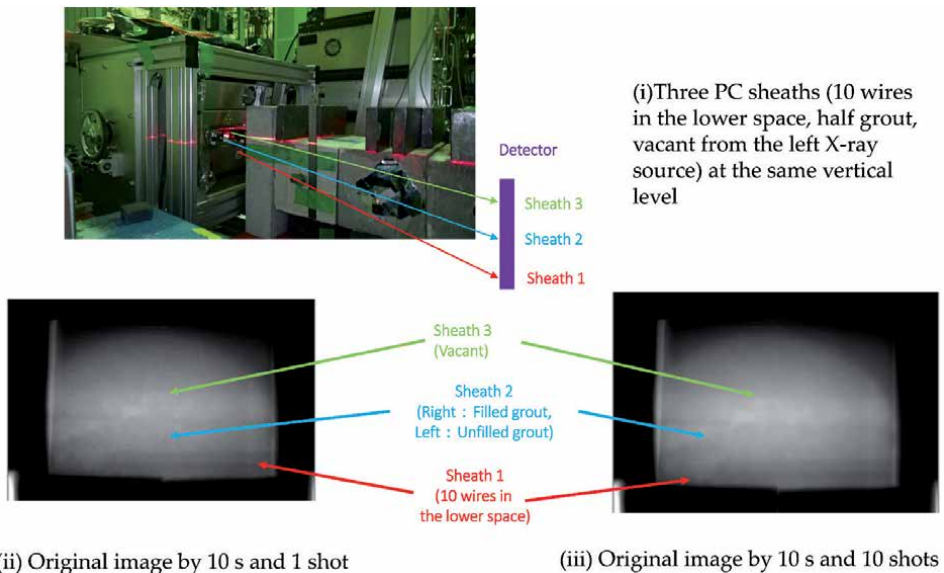 (i)Three PC sheaths (10 wires
in the lower space, half grout,
vacant from the left X-ray
source) at the same vertical
level
Detector
Sheath 3
Sheath 2
Sheath 1
Sheath 3
(Vacant)
Sheath 2
(Right : Filled grout,
Left : Unfilled grout)
Sheath 1
(10 wires in
the lower space)
(ii) Original image by 10 s and 1 shot
(iii) Original image by 10 s and 10 shots